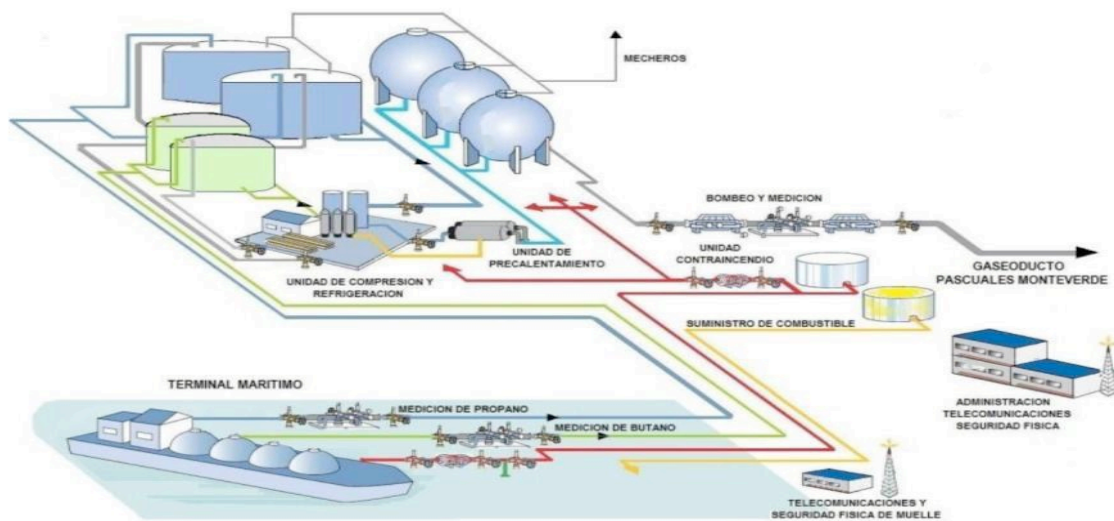 MECHEROS
BOMBEO Y MEDICION
UNIDAD
CONTRAINCENDIO
UNIDAD DE
PRECALENTAMIENTO
GASEODUCTO
PASCUALES MONTEVERDE
UNIDAD DE COMPRESION Y
REFRIGERACION
SUMINISTRO DE COMBUSTIBLE
TERMINAL MARITIMO
ADMINISTRACION
TELECOMUNICACIONES
SEGURIDAD FISICA
MEDICION DE PROPANO
MEDICION DE BUTANO
TELECOMUNICACIONES Y
SEGURIDAD FISICA DE MUELLE